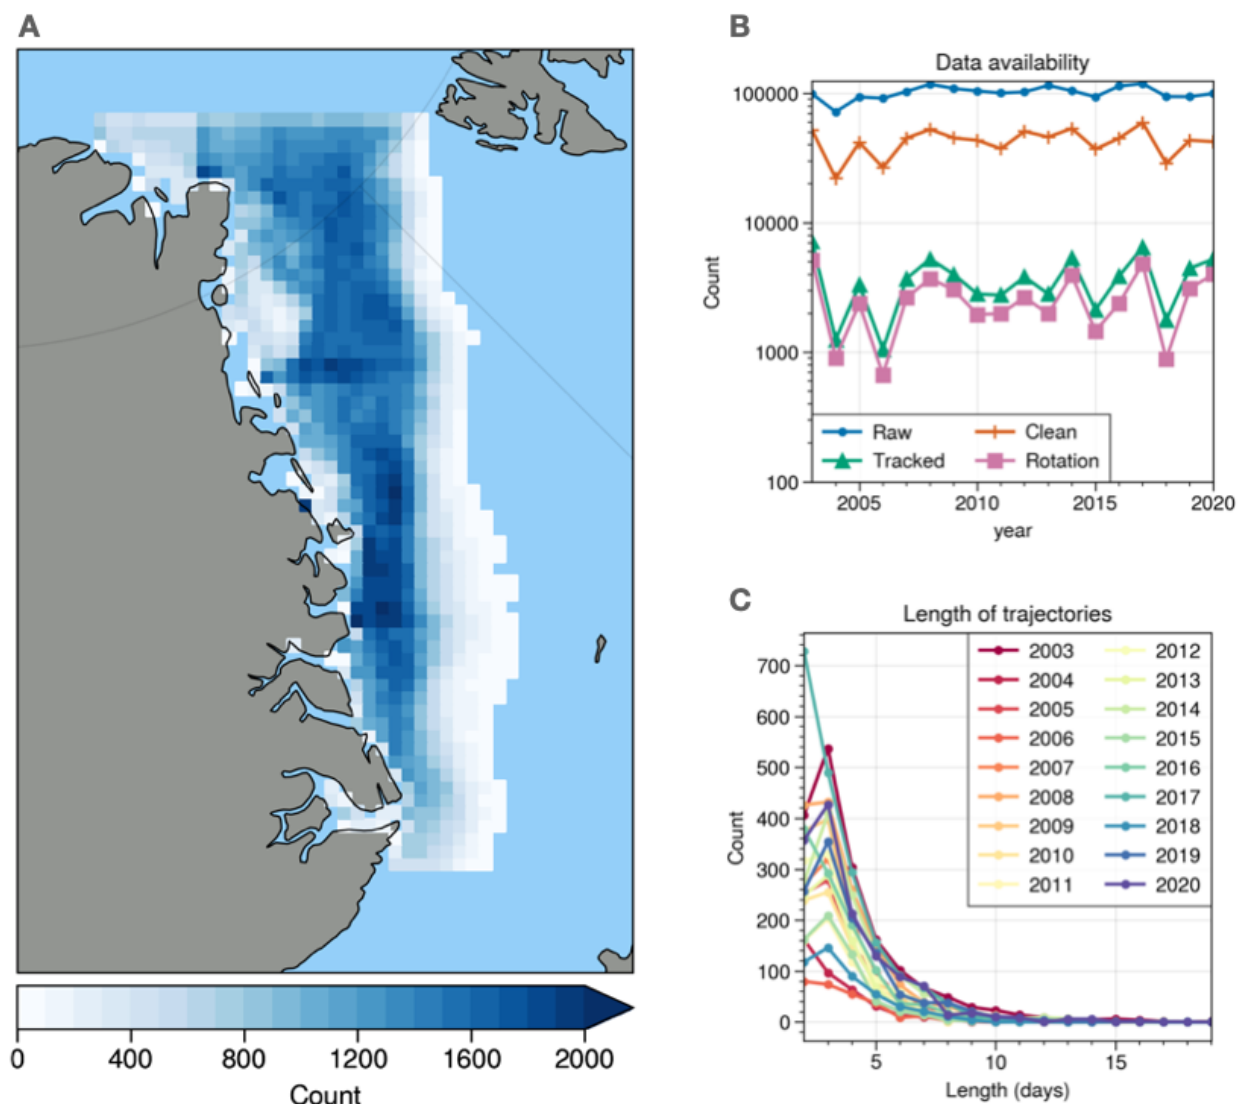 A
0 400 800 1200 1600 2000
Count
B
Data availability
100000
10000
1000
100
Count
Raw Clean
Tracked Rotation
2005 2010 2015 2020
year
C
Length of trajectories
700
600
500
400
300
200
100
0
Count
2003 2012
2004 2013
2005 2014
2006 2015
2007 2016
2008 2017
2009 2018
2010 2019
2011 2020
5 10 15
Length (days)